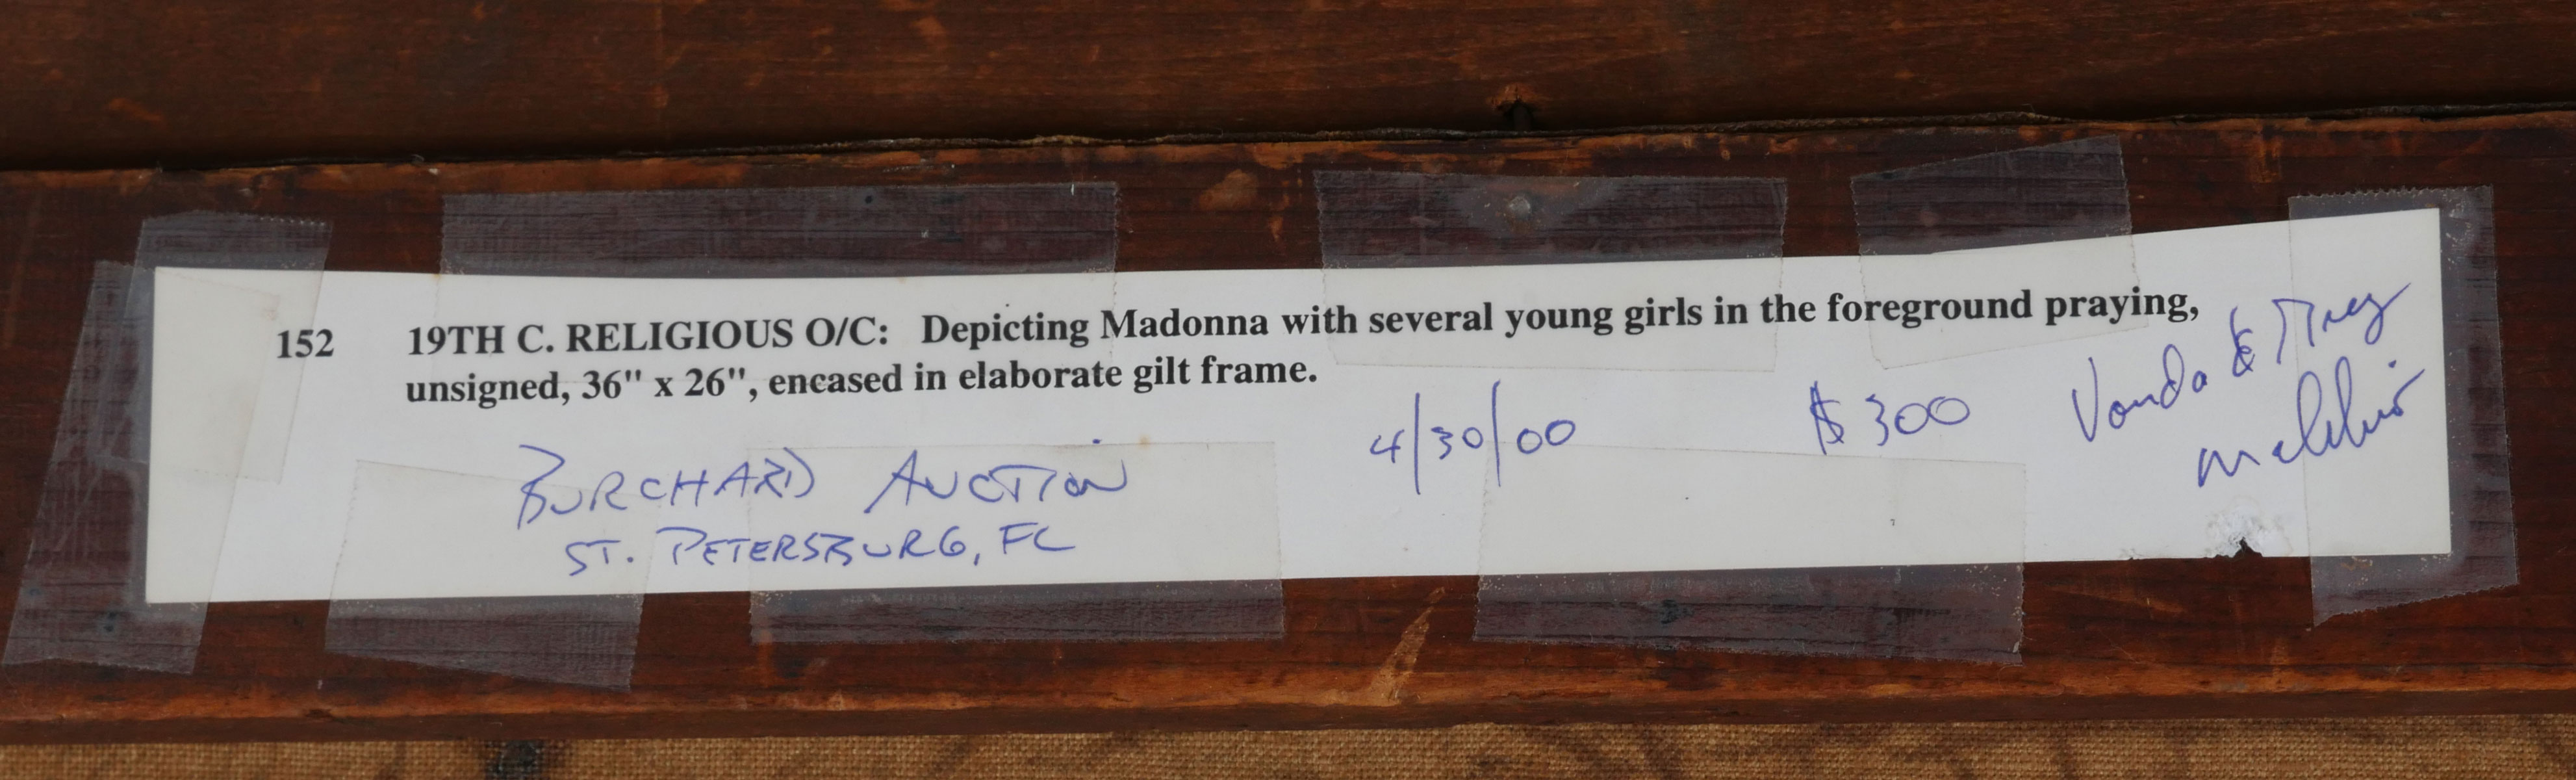 152 19TH C. RELIGIOUS O/C: Depicting Madonna with several young girls in the foreground praying,
unsigned, 36" x 26", encased in elaborate gilt frame.
BURCHARD AUCTION
ST. PETERSBURG, FL
4/30/00
$300
Vonda &